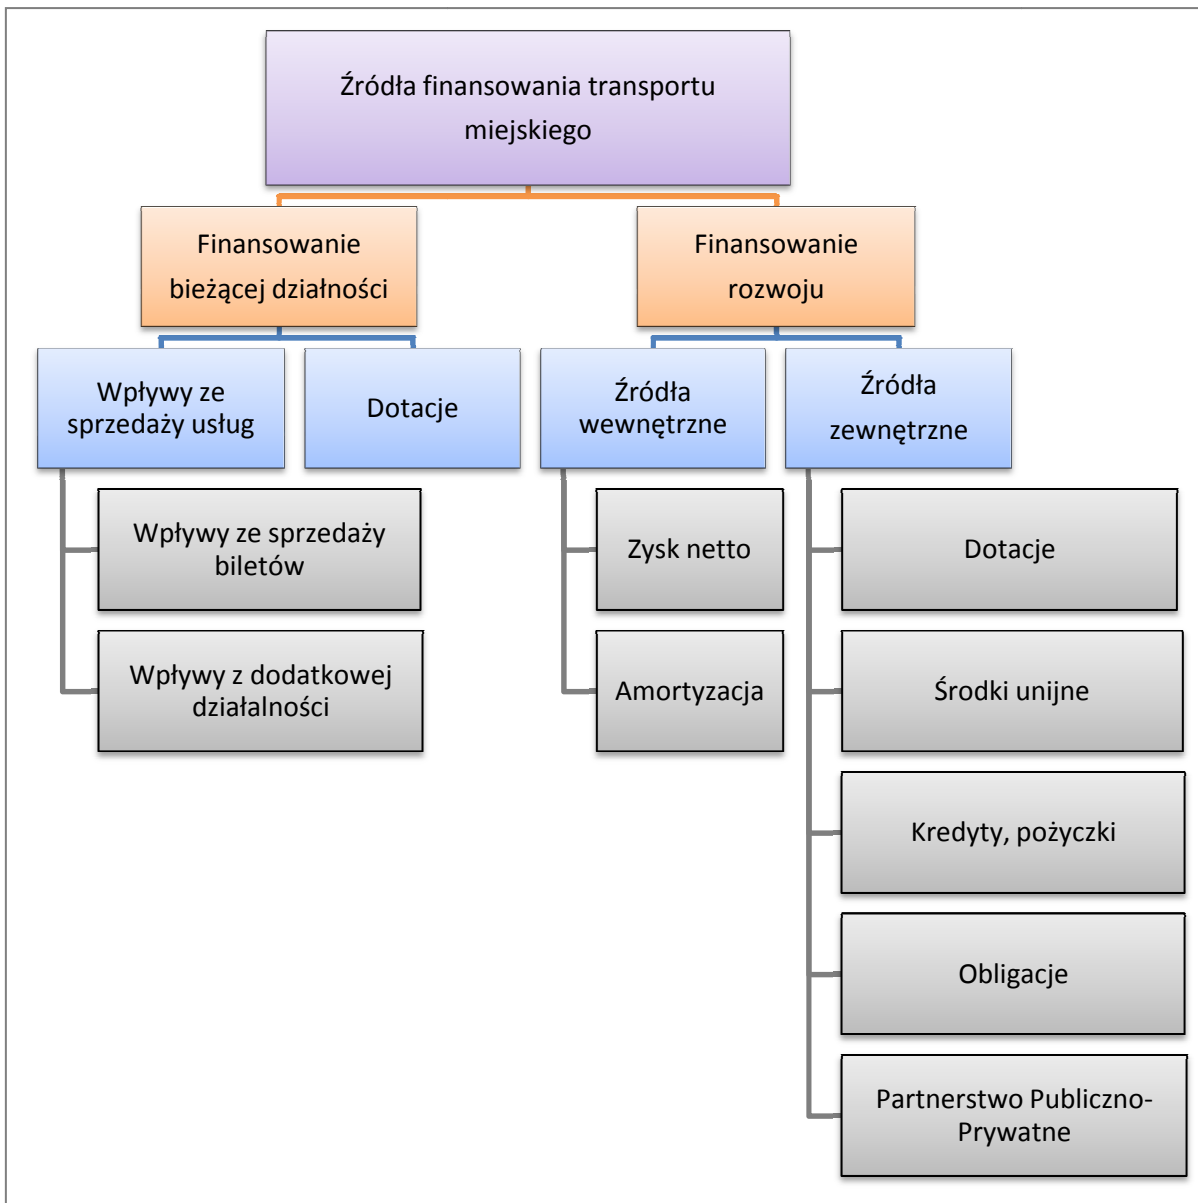 Źródła finansowania transportu
miejskiego
Finansowanie
bieżącej działności
Finansowanie
rozwoju
Wpływy ze
sprzedaży usług
Dotacje
Źródła
wewnętrzne
Źródła
zewnętrzne
Wpływy ze sprzedaży
biletów
Zysk netto
Dotacje
Wpływy z dodatkowej
działalności
Amortyzacja
Środki unijne
Kredyty, pożyczki
Obligacje
Partnerstwo Publiczno-
Prywatne